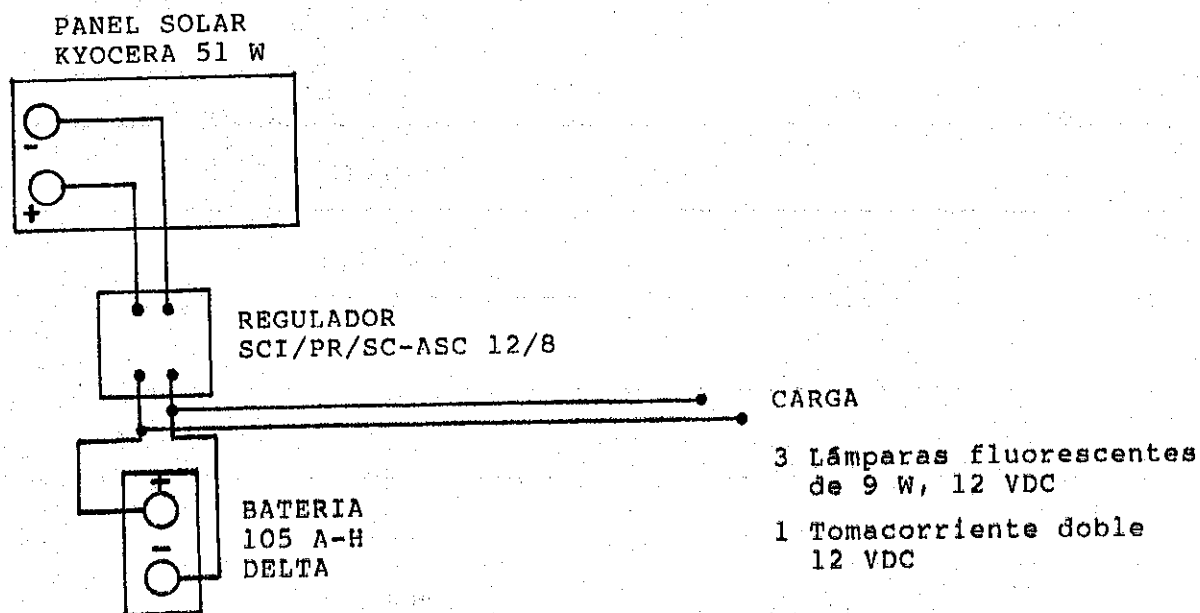 PANEL SOLAR
KYOCERA 51 W
-
+
REGULADOR
SCI/PR/SC-ASC 12/8
CARGA
3 Lámparas fluorescentes
de 9 W, 12 VDC
1 Tomacorriente doble
12 VDC
+
BATERIA
105 A-H
DELTA
-